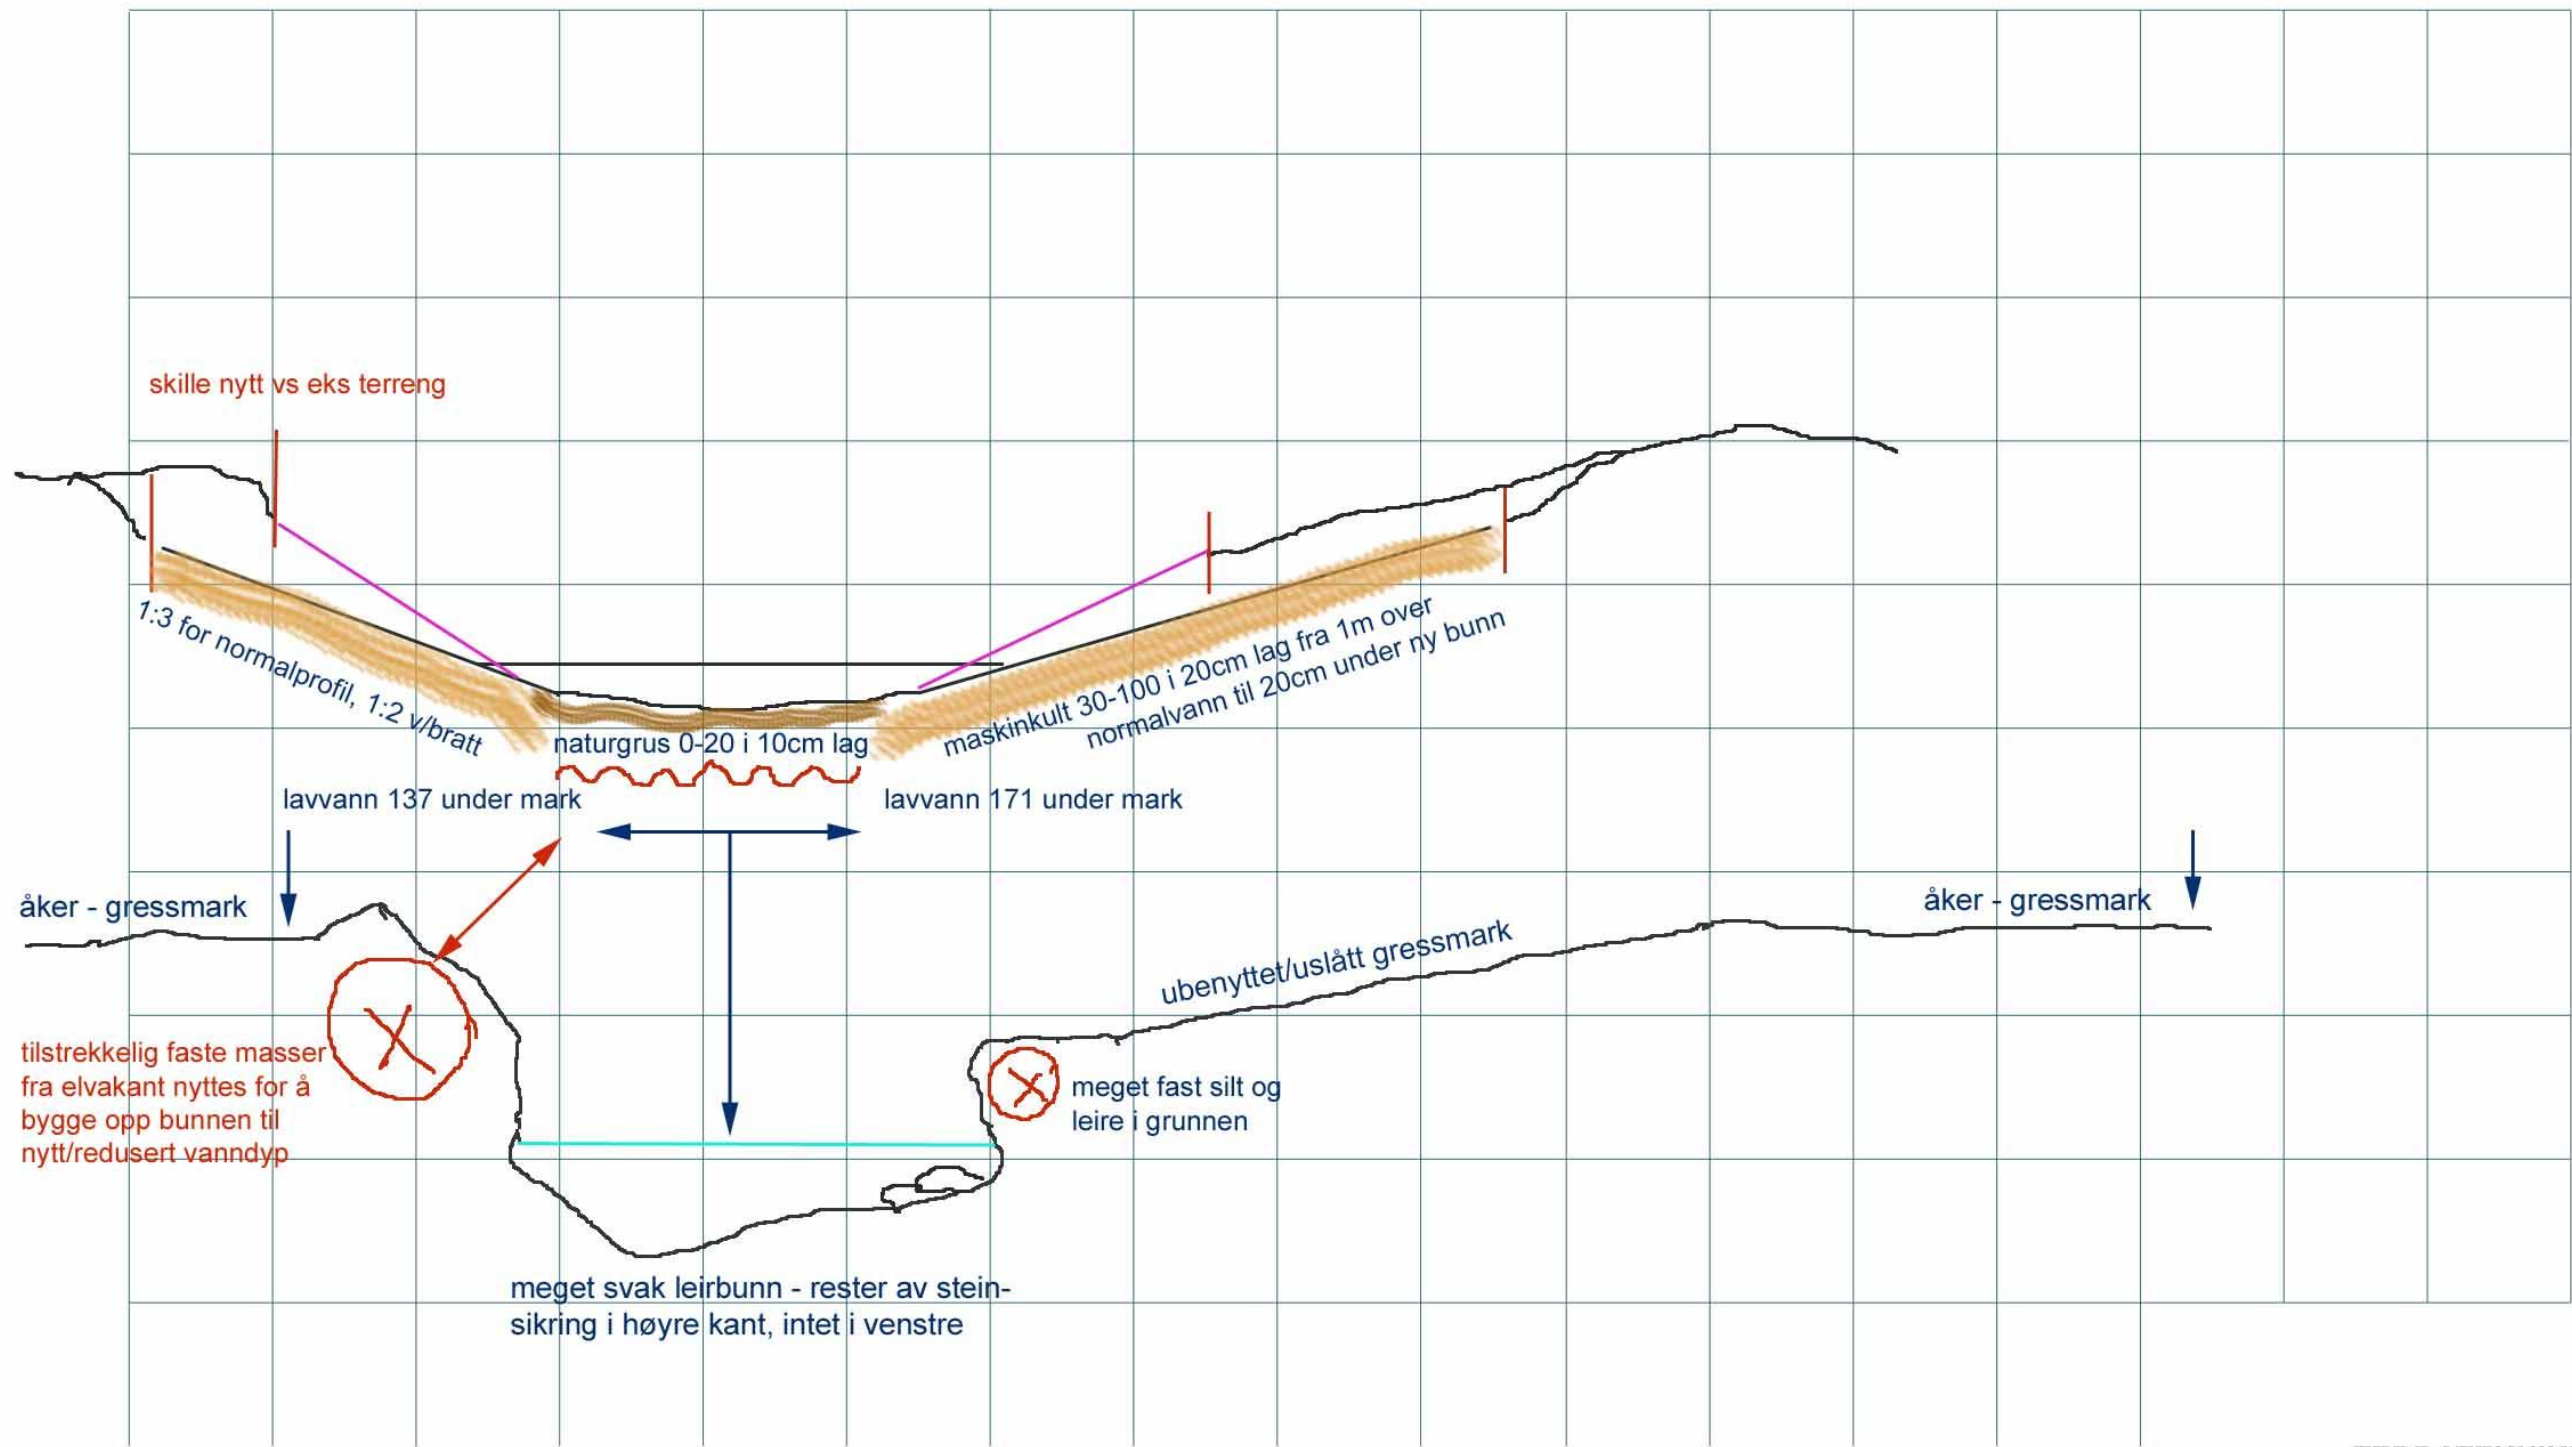 skille nytt vs eks terreng
1:3 for normalprofil, 1:2 v/bratt
maskinkult 30-100 i 20cm lag fra 1m over
normalvann til 20cm under ny bunn
naturgrus 0-20 i 10cm lag
lavvann 137 under mark
lavvann 171 under mark
åker - gressmark
åker - gressmark
ubenyttet/uslått gressmark
tilstrekkelig faste masser
fra elvakant nyttes for å
bygge opp bunnen til
nytt/redusert vanndyp
meget fast silt og
leire i grunnen
meget svak leirbunn - rester av stein-
sikring i høyre kant, intet i venstre